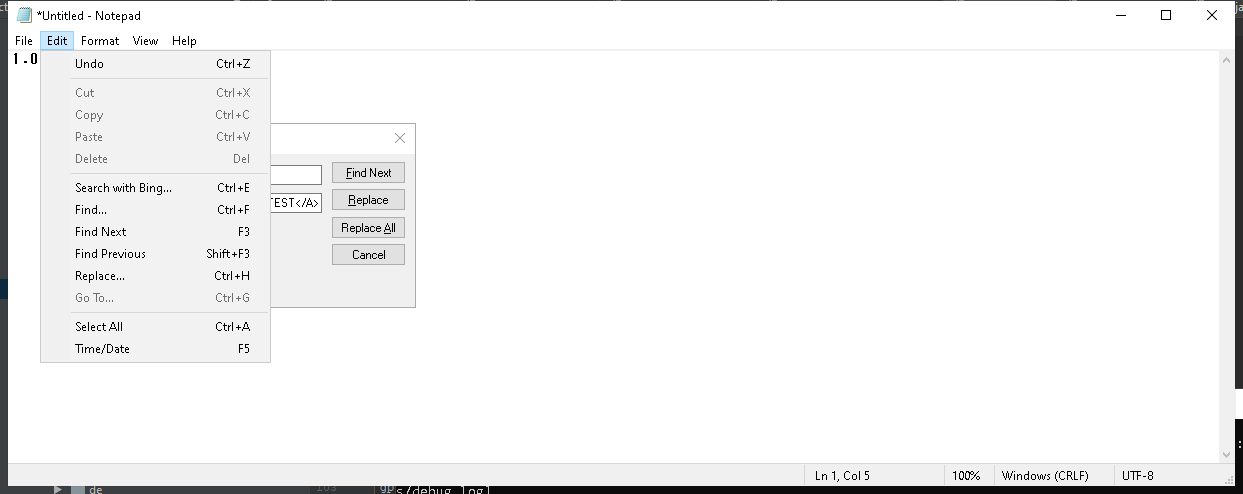 *Untitled - Notepad
File Edit Format View Help
1.0
Undo Ctrl+Z
Cut Ctrl+X
Copy Ctrl+C
Paste Ctrl+V
Delete Del
Search with Bing... Ctrl+E
Find... Ctrl+F
Find Next F3
Find Previous Shift+F3
Replace... Ctrl+H
Go To... Ctrl+G
Select All Ctrl+A
Time/Date F5
Find Next
TEST</A>
Replace
Replace All
Cancel
Ln 1, Col 5 100% Windows (CRLF) UTF-8
de
s/debug.log]